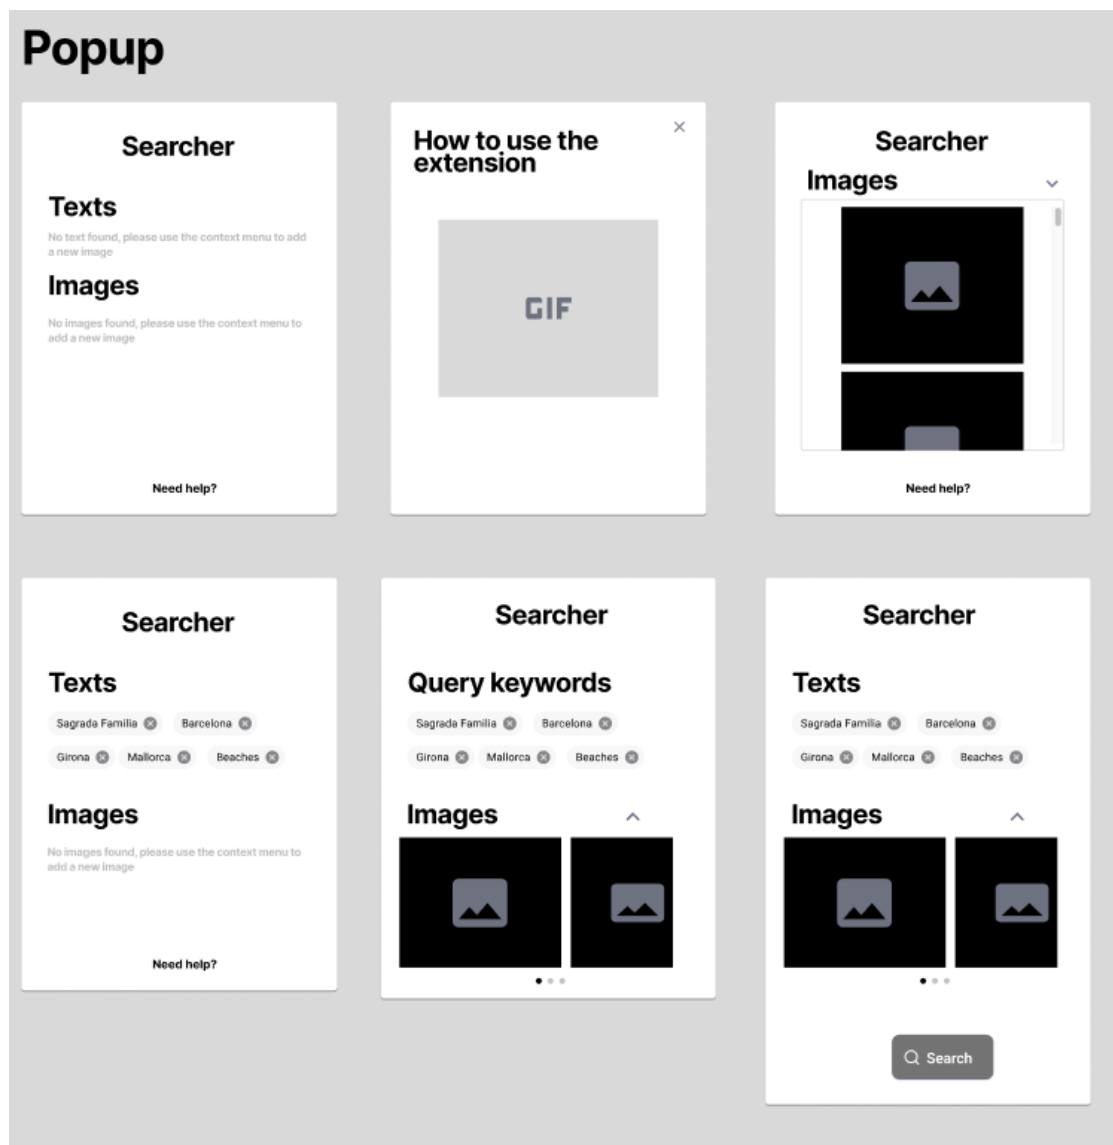 Popup
Searcher
Texts
No text found, please use the context menu to add
a new image
Images
No images found, please use the context menu to
add a new image
Need help?
How to use the
extension
GIF
Searcher
Images
Need help?
Searcher
Texts
Sagrada Familia Barcelona
Girona Mallorca Beaches
Images
No images found, please use the context menu to
add a new image
Need help?
Searcher
Query keywords
Sagrada Familia Barcelona
Girona Mallorca Beaches
Images
Searcher
Texts
Sagrada Familia Barcelona
Girona Mallorca Beaches
Images
Search